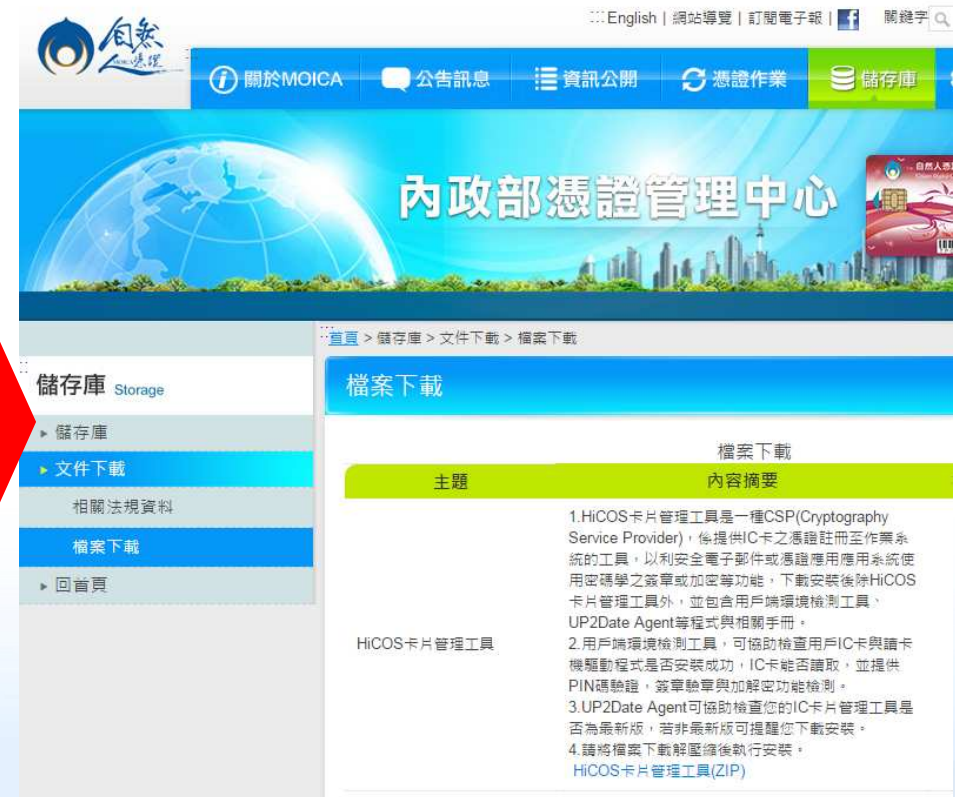 English | 網站導覽 | 訂閱電子報 | f 關鍵字
自然人憑證
MOICA
關於MOICA 公告訊息 資訊公開 憑證作業 儲存庫
內政部憑證管理中心
首頁 > 儲存庫 > 文件下載 > 檔案下載
儲存庫 Storage
儲存庫
文件下載
相關法規資料
檔案下載
回首頁
檔案下載
檔案下載
主題 內容摘要
HiCOS卡片管理工具
1.HiCOS卡片管理工具是一種CSP(Cryptography
Service Provider)，係提供IC卡之憑證註冊至作業系
統的工具，以利安全電子郵件或憑證應用應用系統使
用密碼學之簽章或加密等功能，下載安裝後除HiCOS
卡片管理工具外，並包含用戶端環境檢測工具、
UP2Date Agent等程式與相關手冊。
2.用戶端環境檢測工具，可協助檢查用戶IC卡與讀卡
機驅動程式是否安裝成功，IC卡能否讀取，並提供
PIN碼驗證，簽章驗章與加解密功能檢測。
3.UP2Date Agent可協助檢查您的IC卡片管理工具是
否為最新版，若非最新版可提醒您下載安裝。
4.請將檔案下載解壓縮後執行安裝。
HiCOS卡片管理工具(ZIP)